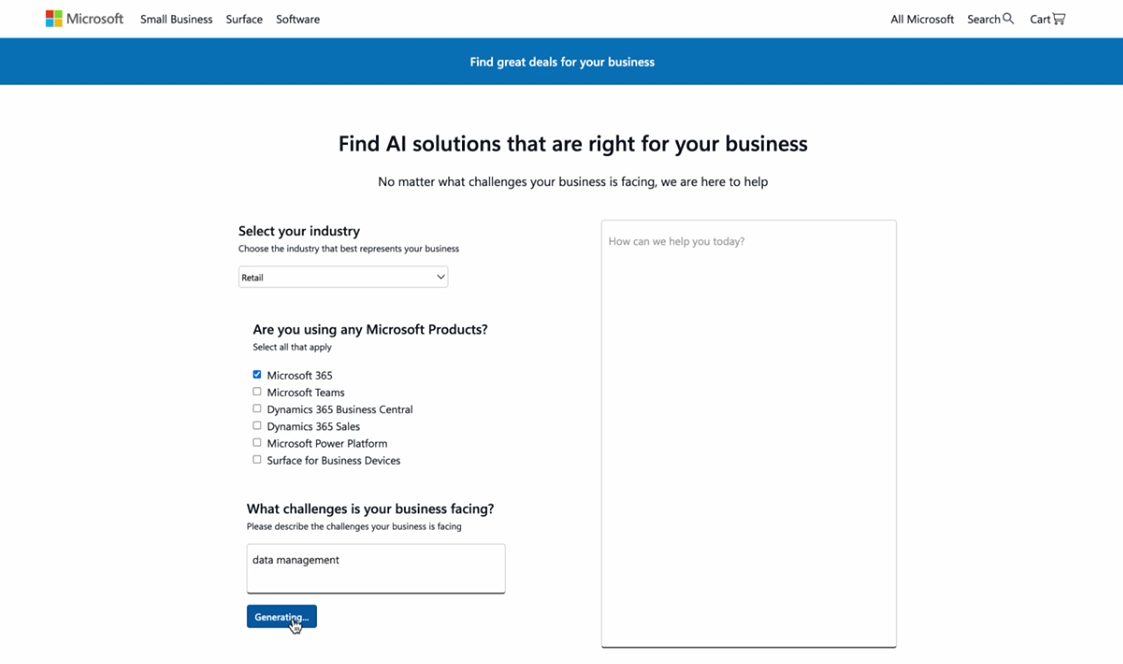 Microsoft Small Business Surface Software All Microsoft Search Cart
Find great deals for your business
Find AI solutions that are right for your business
No matter what challenges your business is facing, we are here to help
Select your industry
Choose the industry that best represents your business
Retail
Are you using any Microsoft Products?
Select all that apply
Microsoft 365
Microsoft Teams
Dynamics 365 Business Central
Dynamics 365 Sales
Microsoft Power Platform
Surface for Business Devices
What challenges is your business facing?
Please describe the challenges your business is facing
data management
Generating...
How can we help you today?